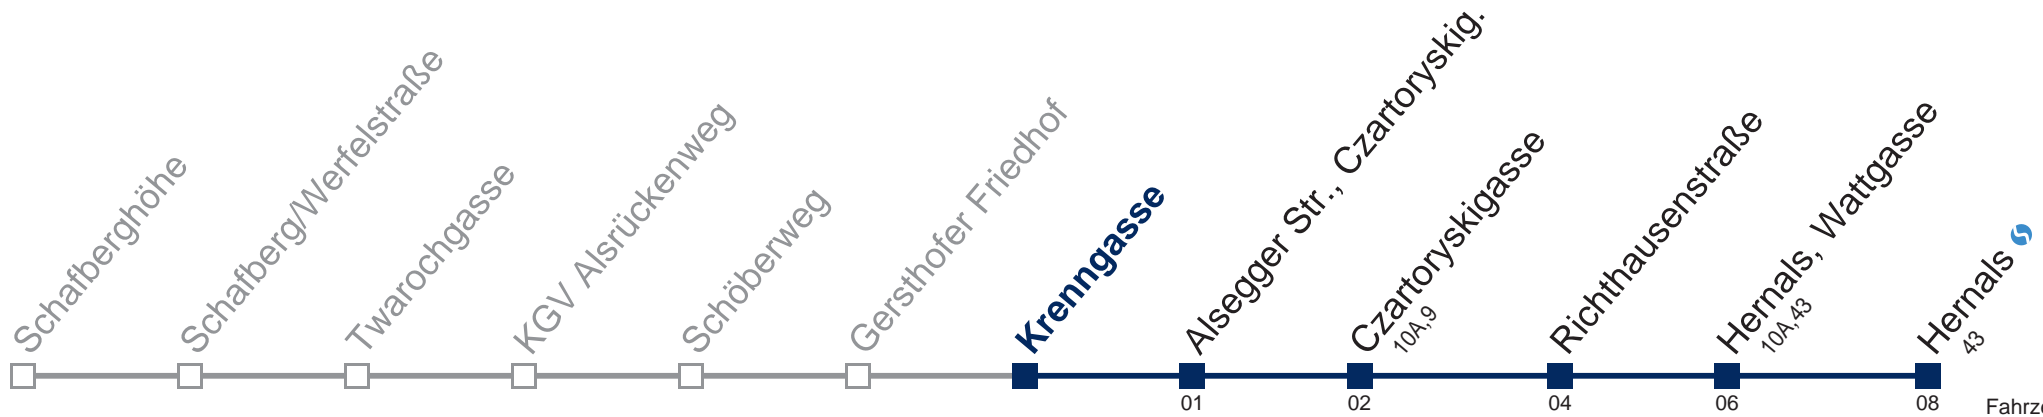 Schafberghöhe
Schafberg/Werfelstraße
Twarochgasse
KGV Alsrückenweg
Schöberweg
Gersthofer Friedhof
Krenngasse
Alsegger Str., Czartoryskig.
Czartoryskigasse
10A,9
Richthausenstraße
Hernals, Wattgasse
10A,43
Hernals
43
01
02
04
06
08